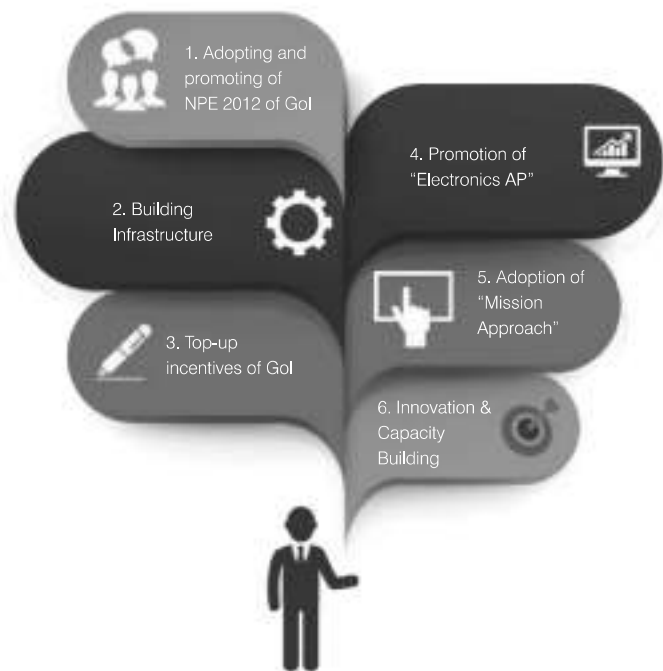 1. Adopting and
promoting of
NPE 2012 of GoI
2. Building
Infrastructure
3. Top-up
incentives of GoI
4. Promotion of
“Electronics AP”
5. Adoption of
“Mission
Approach”
6. Innovation &
Capacity
Building